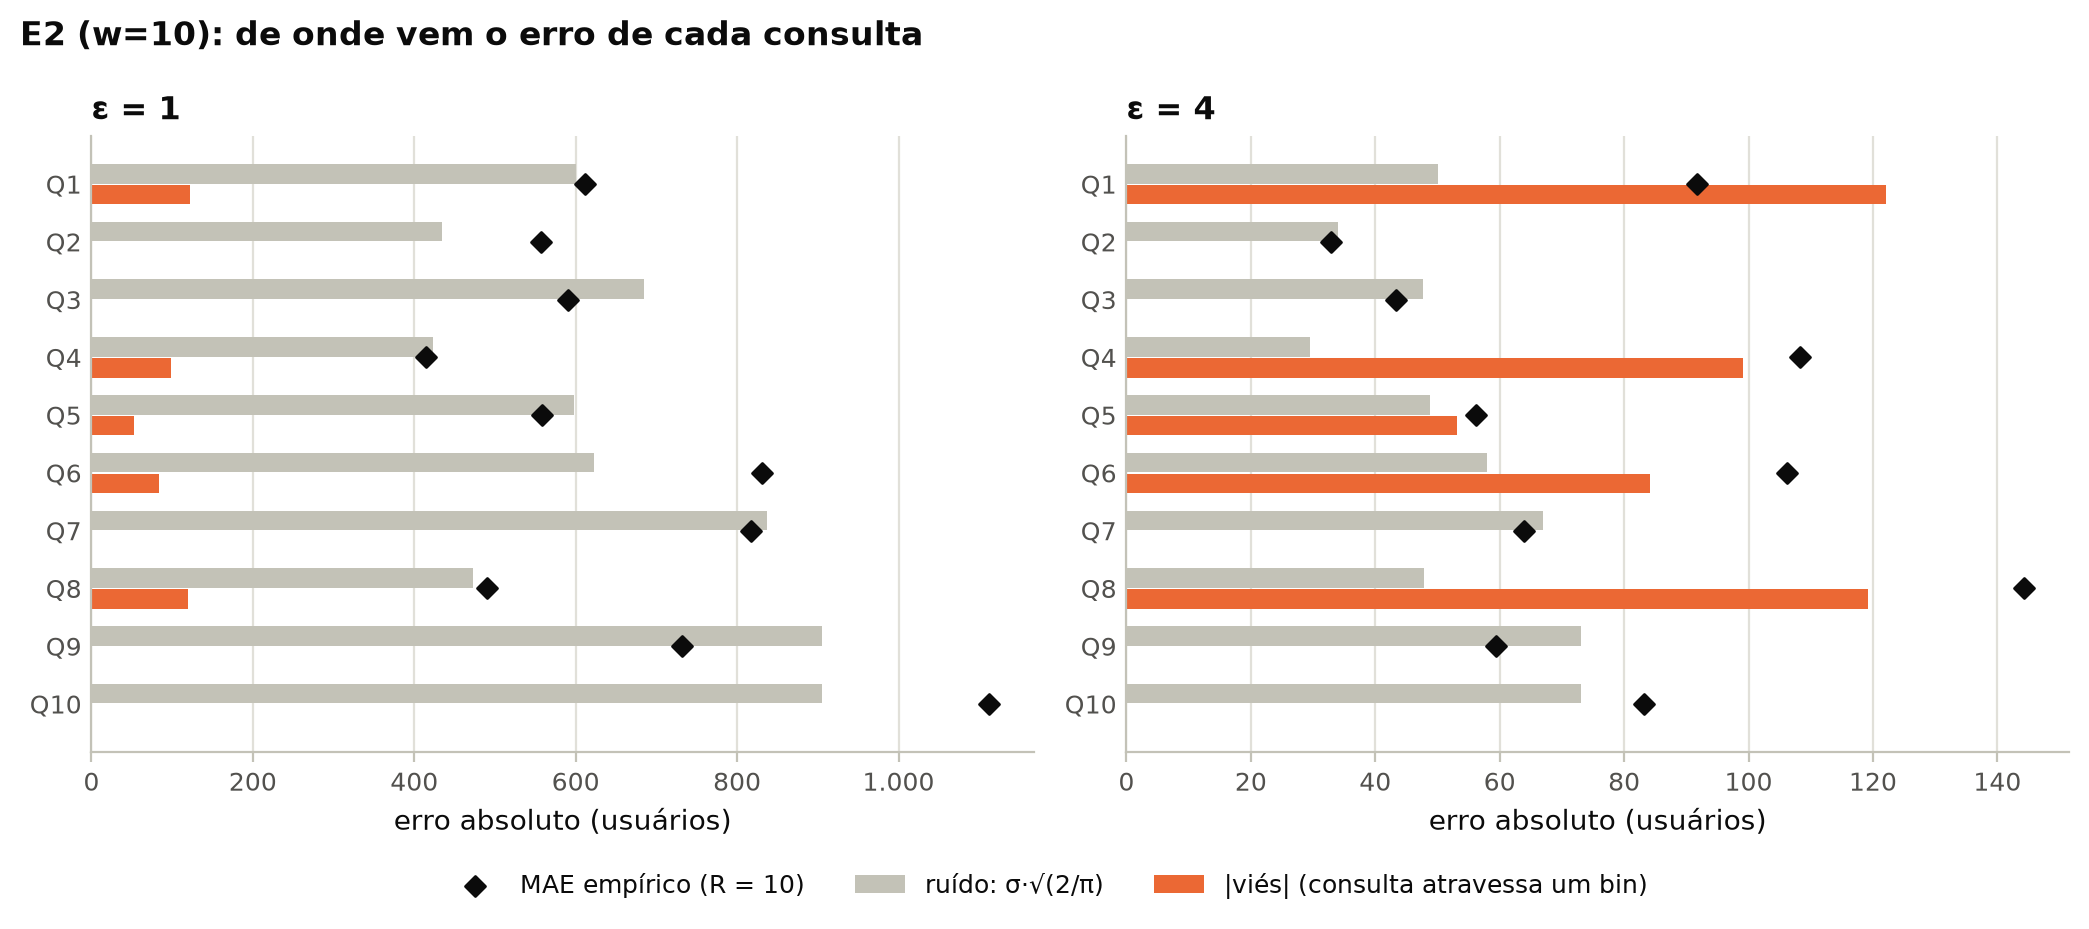 E2 (w=10): de onde vem o erro de cada consulta
ε = 1
Q1
Q2
Q3
Q4
Q5
Q6
Q7
Q8
Q9
Q10
0 200 400 600 800 1.000
erro absoluto (usuários)
ε = 4
Q1
Q2
Q3
Q4
Q5
Q6
Q7
Q8
Q9
Q10
0 20 40 60 80 100 120 140
erro absoluto (usuários)
MAE empírico (R = 10) ruído: σ·√(2/π) |viés| (consulta atravessa um bin)